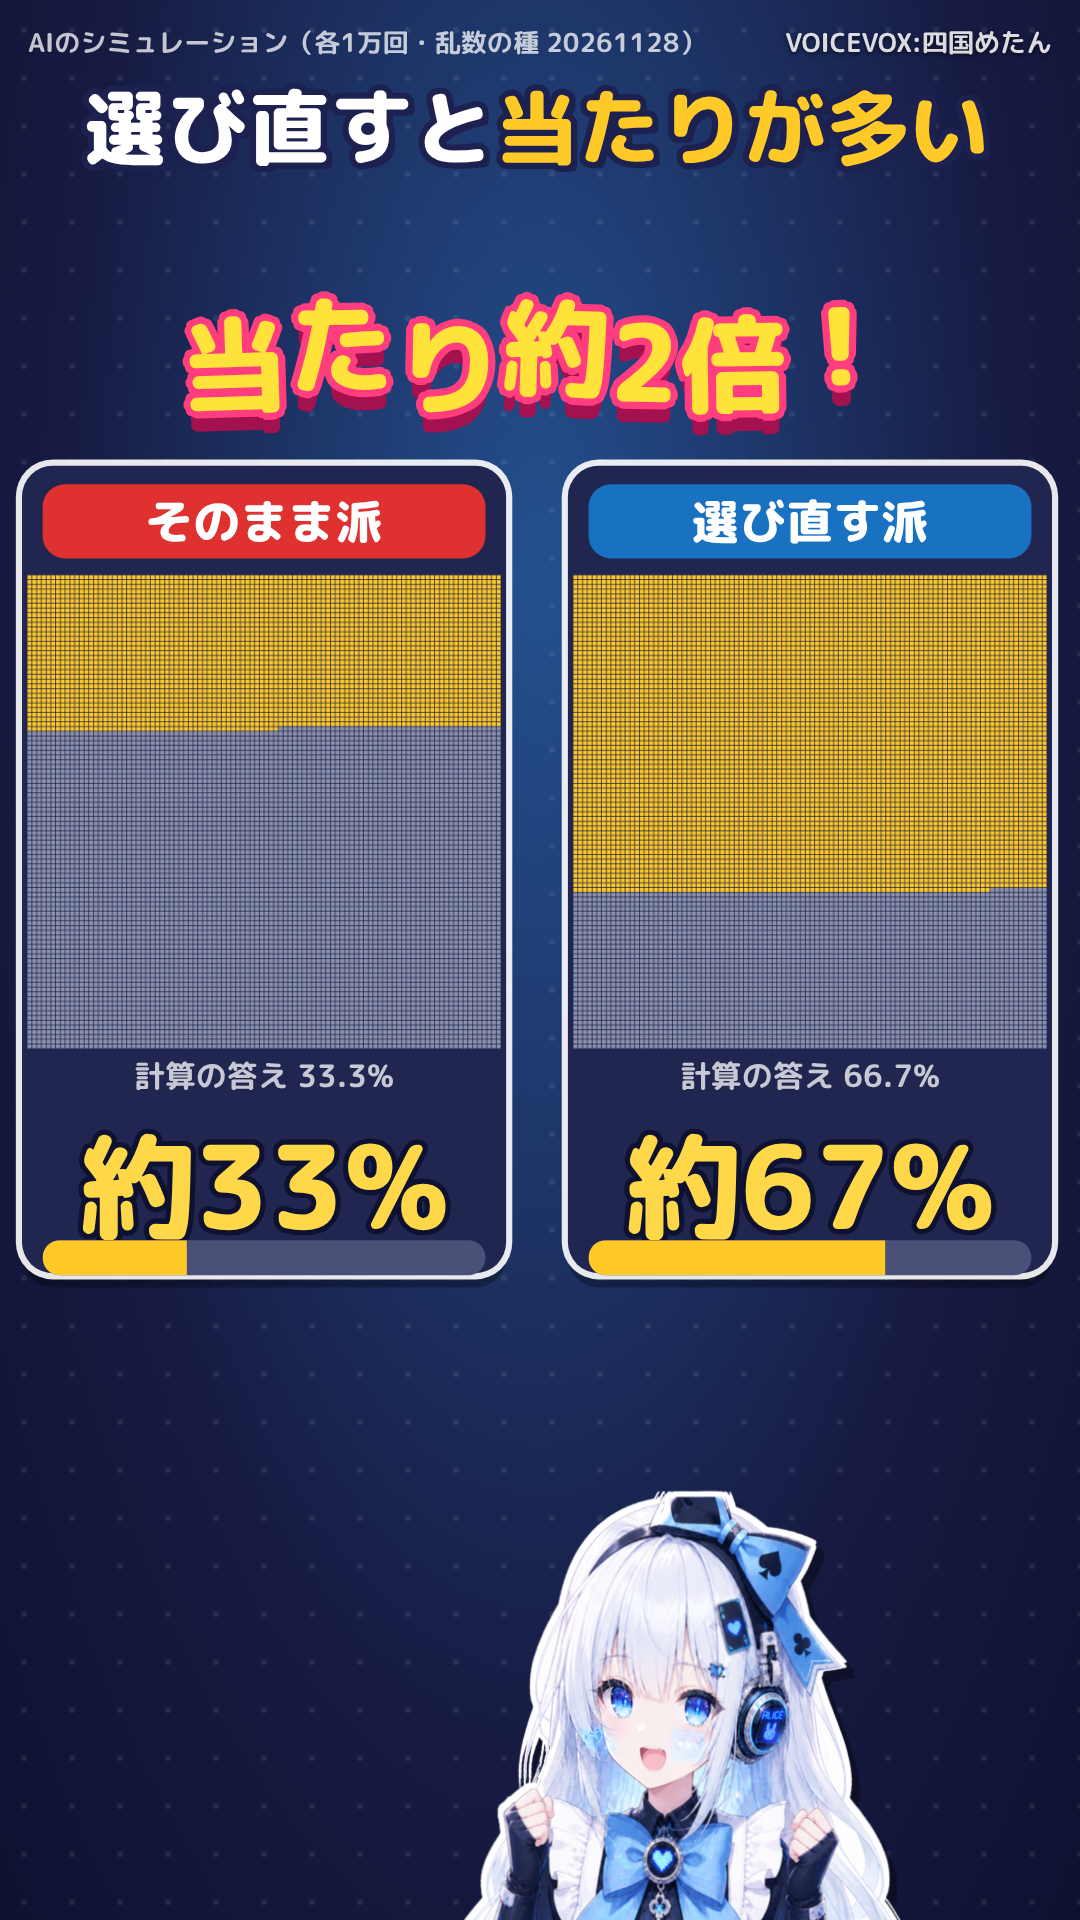 AIのシミュレーション（各1万回・乱数の種 20261128）
VOICEVOX:四国めたん
選び直すと当たりが多い
当たり約2倍！
そのまま派
計算の答え 33.3%
約33%
選び直す派
計算の答え 66.7%
約67%
ALICE